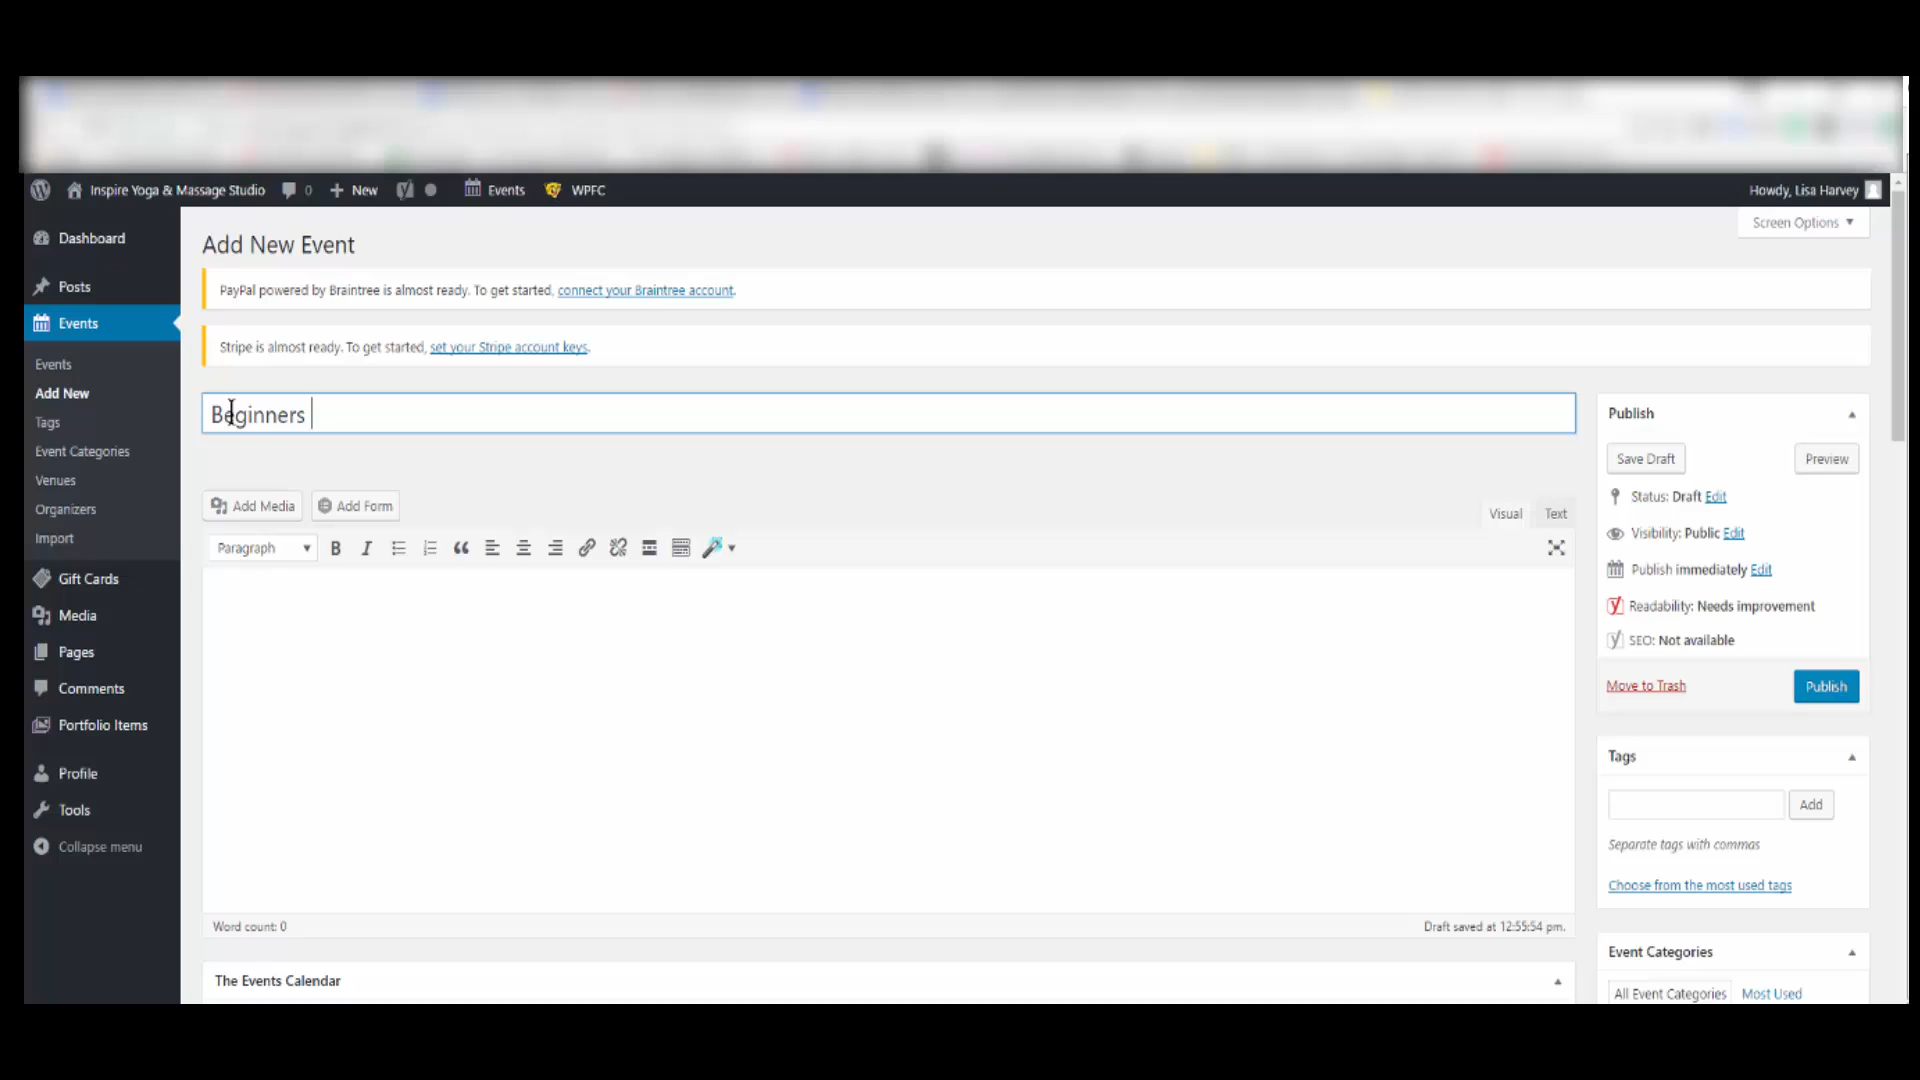 Inspire Yoga & Massage Studio 0 New Events WPFC Howdy, Lisa Harvey
Screen Options
Dashboard
Posts
Events
Events
Add New
Tags
Event Categories
Venues
Organizers
Import
Gift Cards
Media
Pages
Comments
Portfolio Items
Profile
Tools
Collapse menu
Add New Event
PayPal powered by Braintree is almost ready. To get started, connect your Braintree account.
Stripe is almost ready. To get started, set your Stripe account keys.
Beginners
Add Media Add Form
Visual Text
Paragraph
Word count: 0 Draft saved at 12:55:54 pm.
The Events Calendar
Publish
Save Draft Preview
Status: Draft Edit
Visibility: Public Edit
Publish immediately Edit
Readability: Needs improvement
SEO: Not available
Move to Trash Publish
Tags
Add
Separate tags with commas
Choose from the most used tags
Event Categories
All Event Categories Most Used